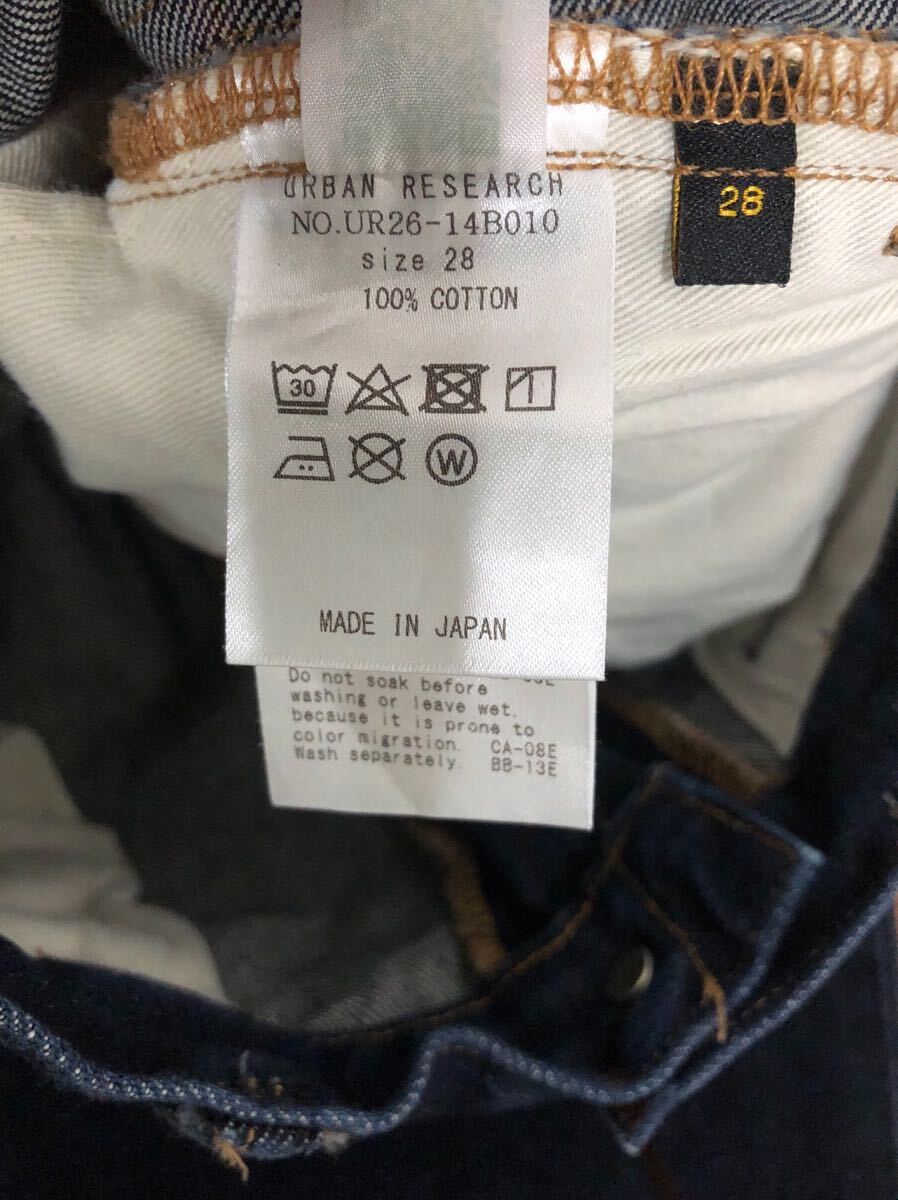 URBAN RESEARCH
NO.UR26-14B010
size 28
100% COTTON
28
30
W
MADE IN JAPAN
Do not soak before
washing or leave wet,
because it is prone to
color migration. CA-08E
Wash separately. BB-13E